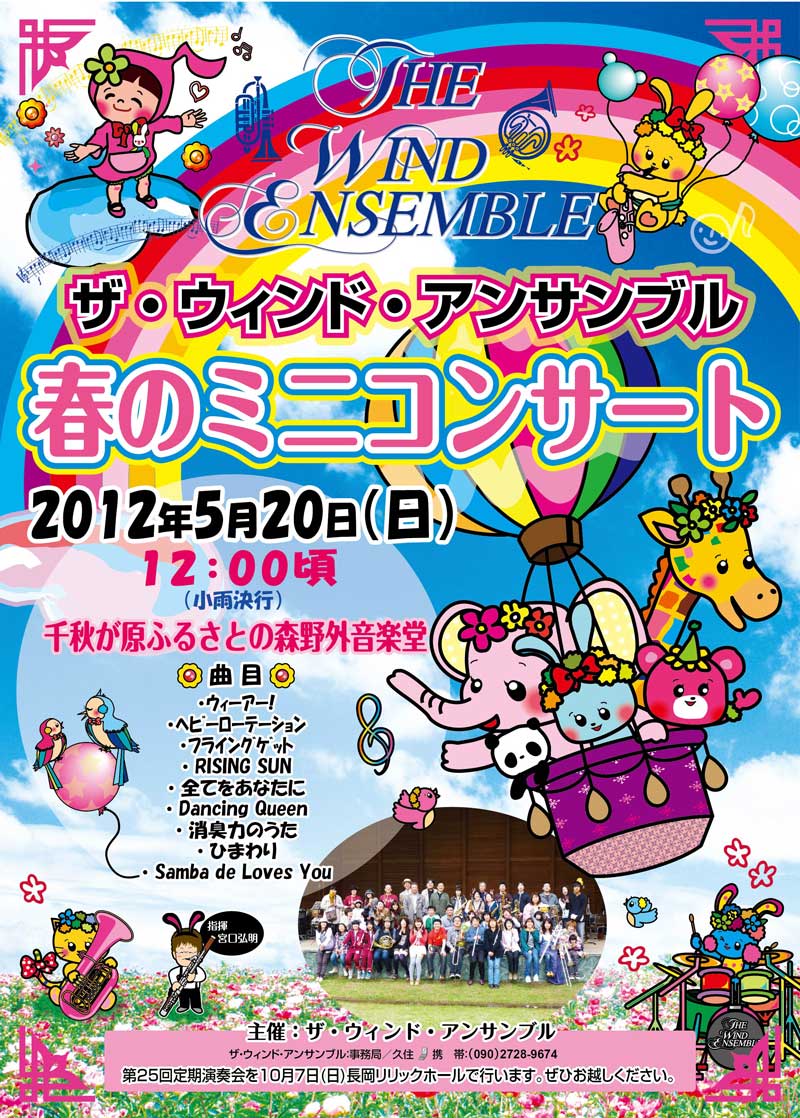 THE
WIND
ENSEMBLE
ザ・ウィンド・アンサンブル
春のミニコンサート
2012年5月20日(日)
12:00頃
(小雨決行)
千秋が原ふるさとの森野外音楽堂
曲目
・ウィーアー!
・ヘビーローテーション
・フライングゲット
・RISING SUN
・全てをあなたに
・Dancing Queen
・消臭力のうた
・ひまわり
・Samba de Loves You
指揮
宮口弘明
THE
WIND
ENSEMBLE
主催:ザ・ウィンド・アンサンブル
ザ・ウィンド・アンサンブル:事務局/久住 携 帯:(090)2728-9674
第25回定期演奏会を10月7日(日)長岡リリックホールで行います。ぜひお越しください。